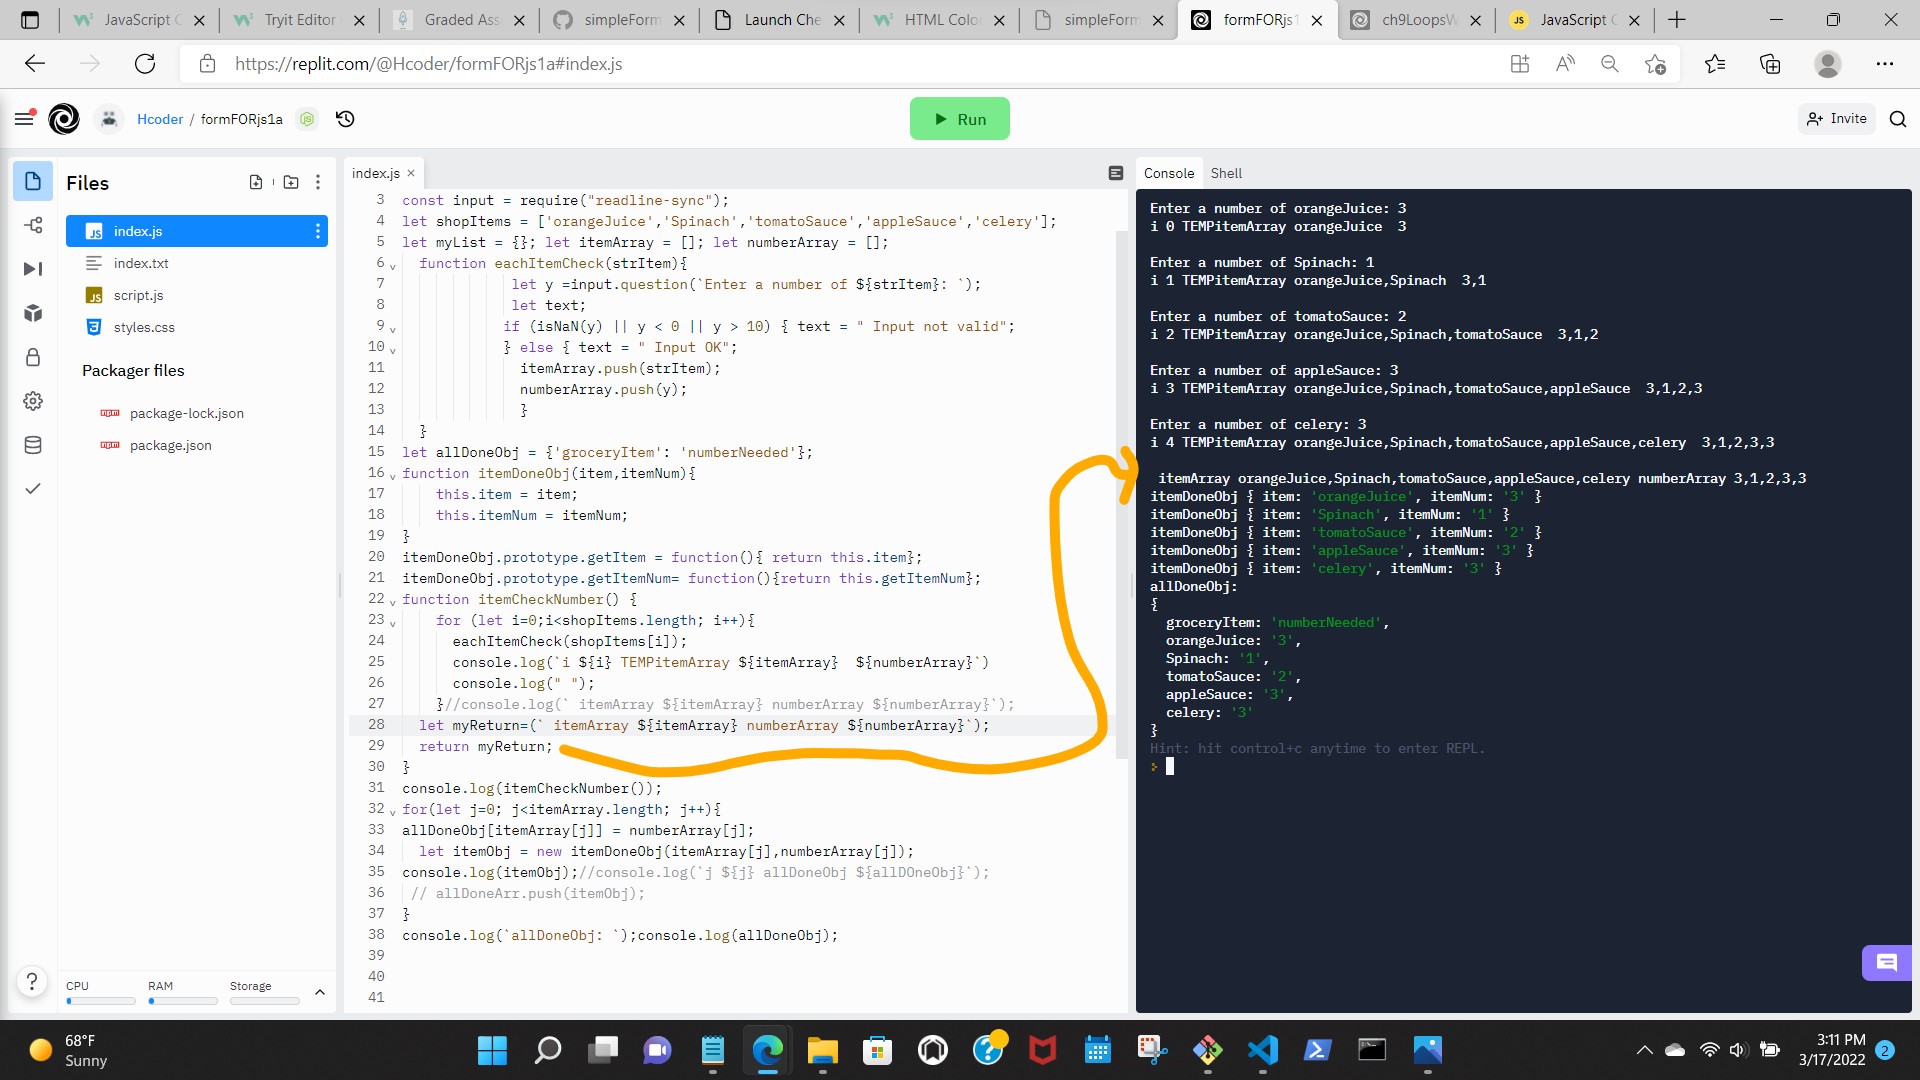 JavaScript C
Tryit Editor
Graded Ass
simpleForm
Launch Che
HTML Colo
simpleForm
formFORjs1
ch9LoopsW
JS JavaScript C
https://replit.com/@Hcoder/formFORjs1a#index.js
Hcoder / formFORjs1a
Run
Invite
Files
JS index.js
index.txt
JS script.js
styles.css
Packager files
package-lock.json
package.json
CPU RAM Storage
index.js
3 const input = require("readline-sync");
4 let shopItems = ['orangeJuice','Spinach','tomatoSauce','appleSauce','celery'];
5 let myList = {}; let itemArray = []; let numberArray = [];
6 function eachItemCheck(strItem){
7 let y =input.question(`Enter a number of ${strItem}: `);
8 let text;
9 if (isNaN(y) || y < 0 || y > 10) { text = " Input not valid";
10 } else { text = " Input OK";
11 itemArray.push(strItem);
12 numberArray.push(y);
13 }
14 }
15 let allDoneObj = {'groceryItem': 'numberNeeded'};
16 function itemDoneObj(item,itemNum){
17 this.item = item;
18 this.itemNum = itemNum;
19 }
20 itemDoneObj.prototype.getItem = function(){ return this.item};
21 itemDoneObj.prototype.getItemNum= function(){return this.getItemNum};
22 function itemCheckNumber() {
23 for (let i=0;i<shopItems.length; i++){
24 eachItemCheck(shopItems[i]);
25 console.log(`i ${i} TEMPitemArray ${itemArray}  ${numberArray}`)
26 console.log(" ");
27 }//console.log(` itemArray ${itemArray} numberArray ${numberArray}`);
28 let myReturn=(` itemArray ${itemArray} numberArray ${numberArray}`);
29 return myReturn;
30 }
31 console.log(itemCheckNumber());
32 for(let j=0; j<itemArray.length; j++){
33 allDoneObj[itemArray[j]] = numberArray[j];
34 let itemObj = new itemDoneObj(itemArray[j],numberArray[j]);
35 console.log(itemObj);//console.log(`j ${j} allDoneObj ${allDOneObj}`);
36 // allDoneArr.push(itemObj);
37 }
38 console.log(`allDoneObj: `);console.log(allDoneObj);
39
40
41
Console Shell
Enter a number of orangeJuice: 3
i 0 TEMPitemArray orangeJuice  3
Enter a number of Spinach: 1
i 1 TEMPitemArray orangeJuice,Spinach  3,1
Enter a number of tomatoSauce: 2
i 2 TEMPitemArray orangeJuice,Spinach,tomatoSauce  3,1,2
Enter a number of appleSauce: 3
i 3 TEMPitemArray orangeJuice,Spinach,tomatoSauce,appleSauce  3,1,2,3
Enter a number of celery: 3
i 4 TEMPitemArray orangeJuice,Spinach,tomatoSauce,appleSauce,celery  3,1,2,3,3
itemArray orangeJuice,Spinach,tomatoSauce,appleSauce,celery numberArray 3,1,2,3,3
itemDoneObj { item: 'orangeJuice', itemNum: '3' }
itemDoneObj { item: 'Spinach', itemNum: '1' }
itemDoneObj { item: 'tomatoSauce', itemNum: '2' }
itemDoneObj { item: 'appleSauce', itemNum: '3' }
itemDoneObj { item: 'celery', itemNum: '3' }
allDoneObj:
{
groceryItem: 'numberNeeded',
orangeJuice: '3',
Spinach: '1',
tomatoSauce: '2',
appleSauce: '3',
celery: '3'
}
Hint: hit control+c anytime to enter REPL.
68°F
Sunny
3:11 PM
3/17/2022
2